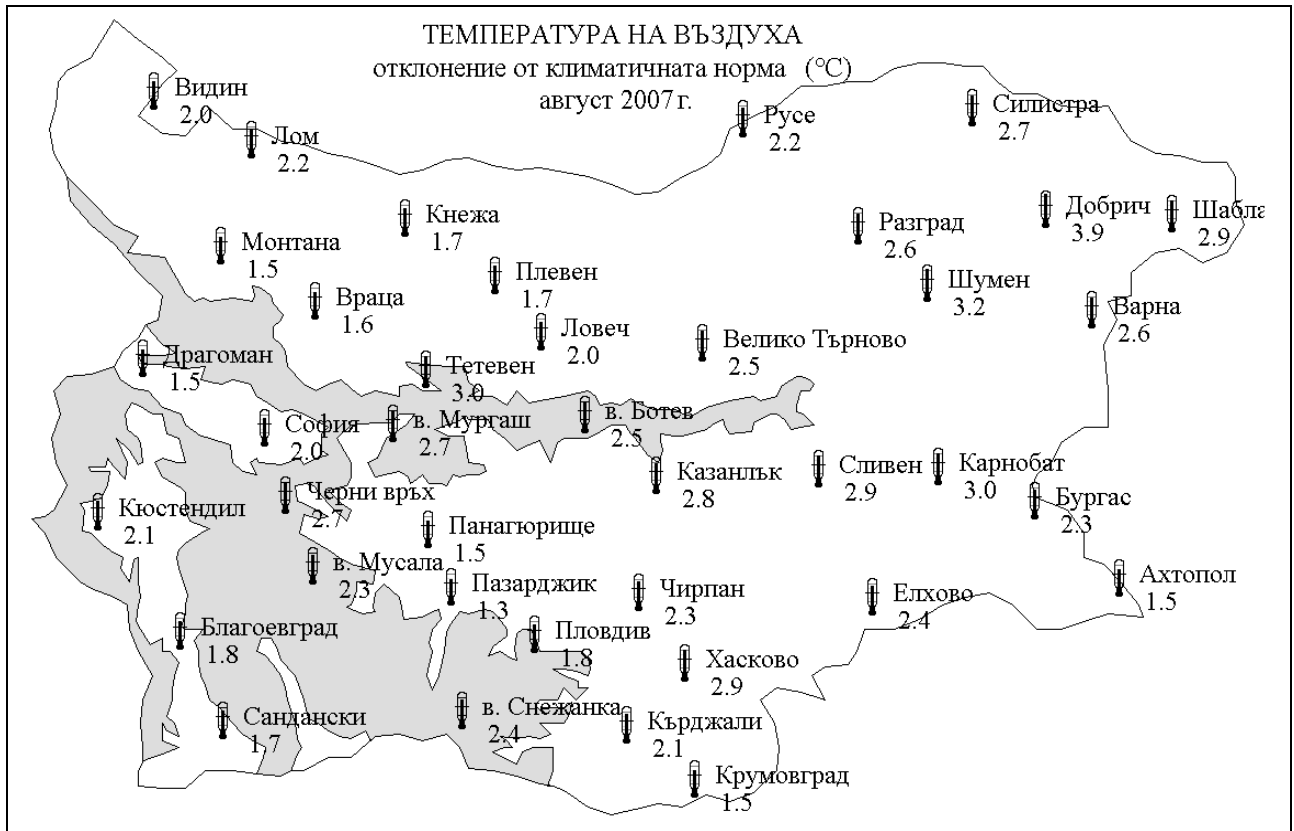 ТЕМПЕРАТУРА НА ВЪЗДУХА
отклонение от климатичната норма (°C)
август 2007 г.
Видин
2.0
Лом
2.2
Русе
2.2
Силистра
2.7
Кнежа
1.7
Монтана
1.5
Разград
2.6
Добрич
3.9
Шабла
2.9
Плевен
1.7
Враца
1.6
Шумен
3.2
Варна
2.6
Ловеч
2.0
Велико Търново
2.5
Драгоман
1.5
Тетевен
3.0
София
2.0
в. Мургаш
2.7
в. Ботев
2.5
Казанлък
2.8
Сливен
2.9
Карнобат
3.0
Бургас
2.3
Черни връх
2.7
Кюстендил
2.1
Панагюрище
1.5
в. Мусала
2.3
Пазарджик
1.3
Чирпан
2.3
Елхово
2.4
Ахтопол
1.5
Благоевград
1.8
Пловдив
1.8
Хасково
2.9
Сандански
1.7
в. Снежанка
2.4
Кърджали
2.1
Крумовград
1.5